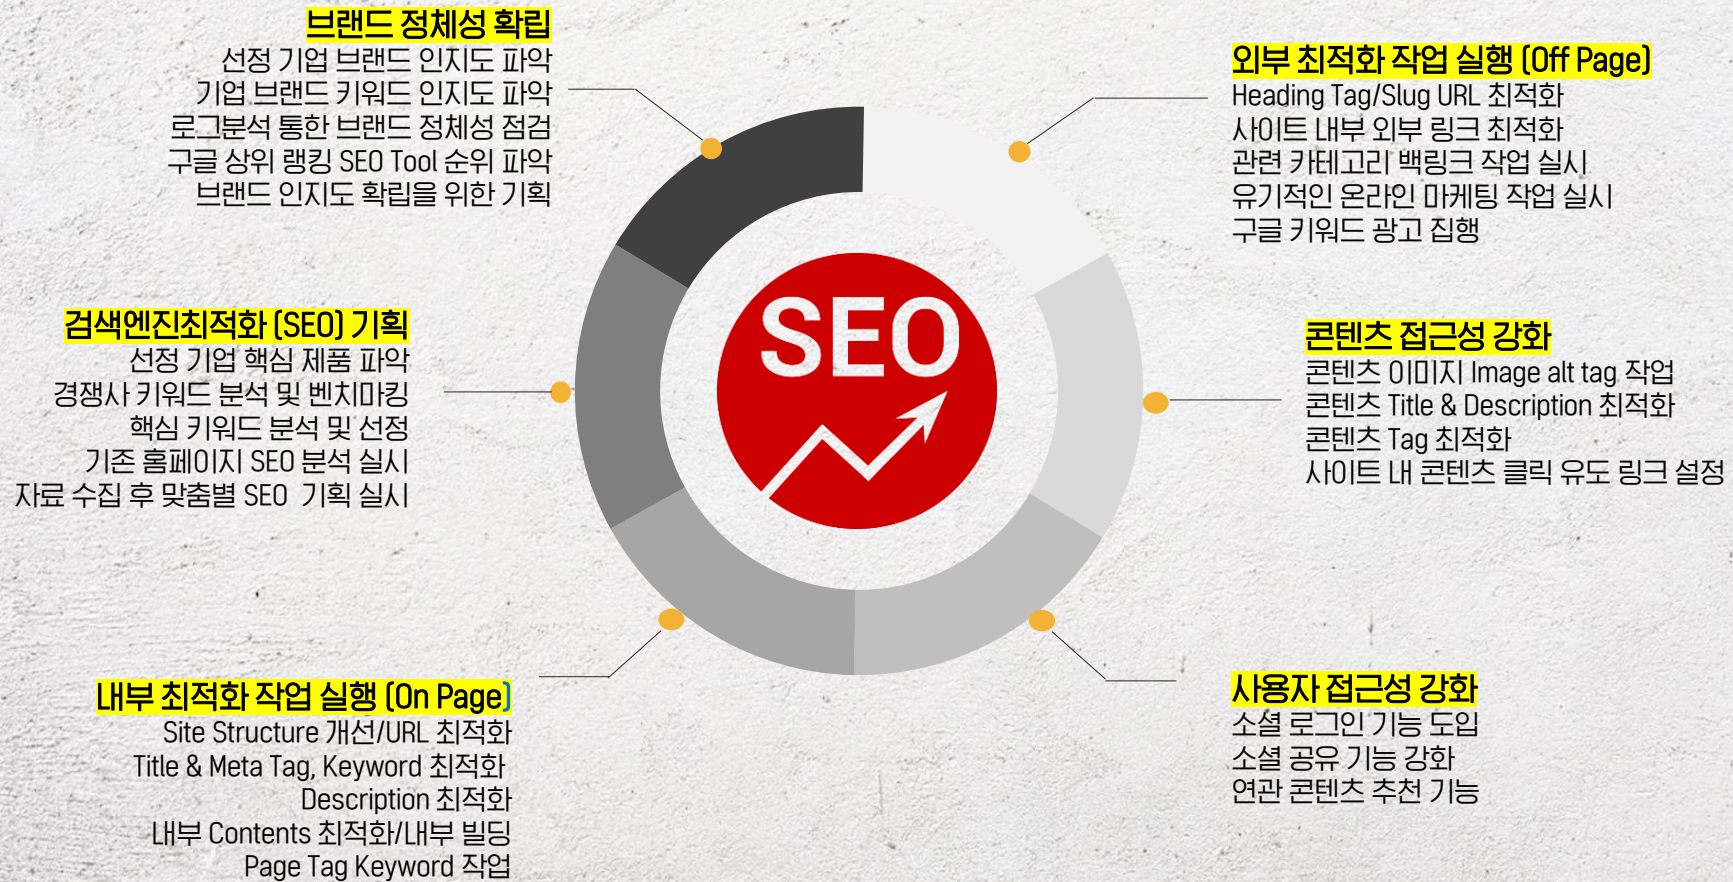 브랜드 정체성 확립
선정 기업 브랜드 인지도 파악
기업 브랜드 키워드 인지도 파악
로그분석 통한 브랜드 정체성 점검
구글 상위 랭킹 SEO Tool 순위 파악
브랜드 인지도 확립을 위한 기획
외부 최적화 작업 실행 (Off Page)
Heading Tag/Slug URL 최적화
사이트 내부 외부 링크 최적화
관련 카테고리 백링크 작업 실시
유기적인 온라인 마케팅 작업 실시
구글 키워드 광고 집행
검색엔진최적화 (SEO) 기획
선정 기업 핵심 제품 파악
경쟁사 키워드 분석 및 벤치마킹
핵심 키워드 분석 및 선정
기존 홈페이지 SEO 분석 실시
자료 수집 후 맞춤별 SEO 기획 실시
SEO
콘텐츠 접근성 강화
콘텐츠 이미지 Image alt tag 작업
콘텐츠 Title & Description 최적화
콘텐츠 Tag 최적화
사이트 내 콘텐츠 클릭 유도 링크 설정
내부 최적화 작업 실행 (On Page)
Site Structure 개선/URL 최적화
Title & Meta Tag, Keyword 최적화
Description 최적화
내부 Contents 최적화/내부 빌딩
Page Tag Keyword 작업
사용자 접근성 강화
소셜 로그인 기능 도입
소셜 공유 기능 강화
연관 콘텐츠 추천 기능